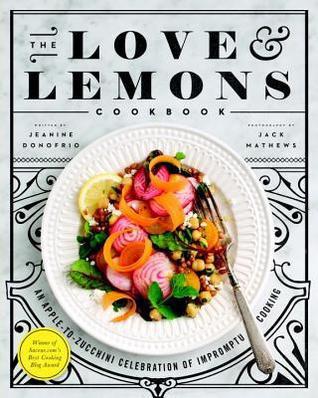 THE
LOVE &
LEMONS
COOKBOOK
WRITTEN BY
JEANINE
DONOFRIO
PHOTOGRAPHY BY
JACK
MATHEWS
AN APPLE-TO-ZUCCHINI CELEBRATION OF IMPROMPTU COOKING
Winner of
Saveur.com's
Best Cooking
Blog Award